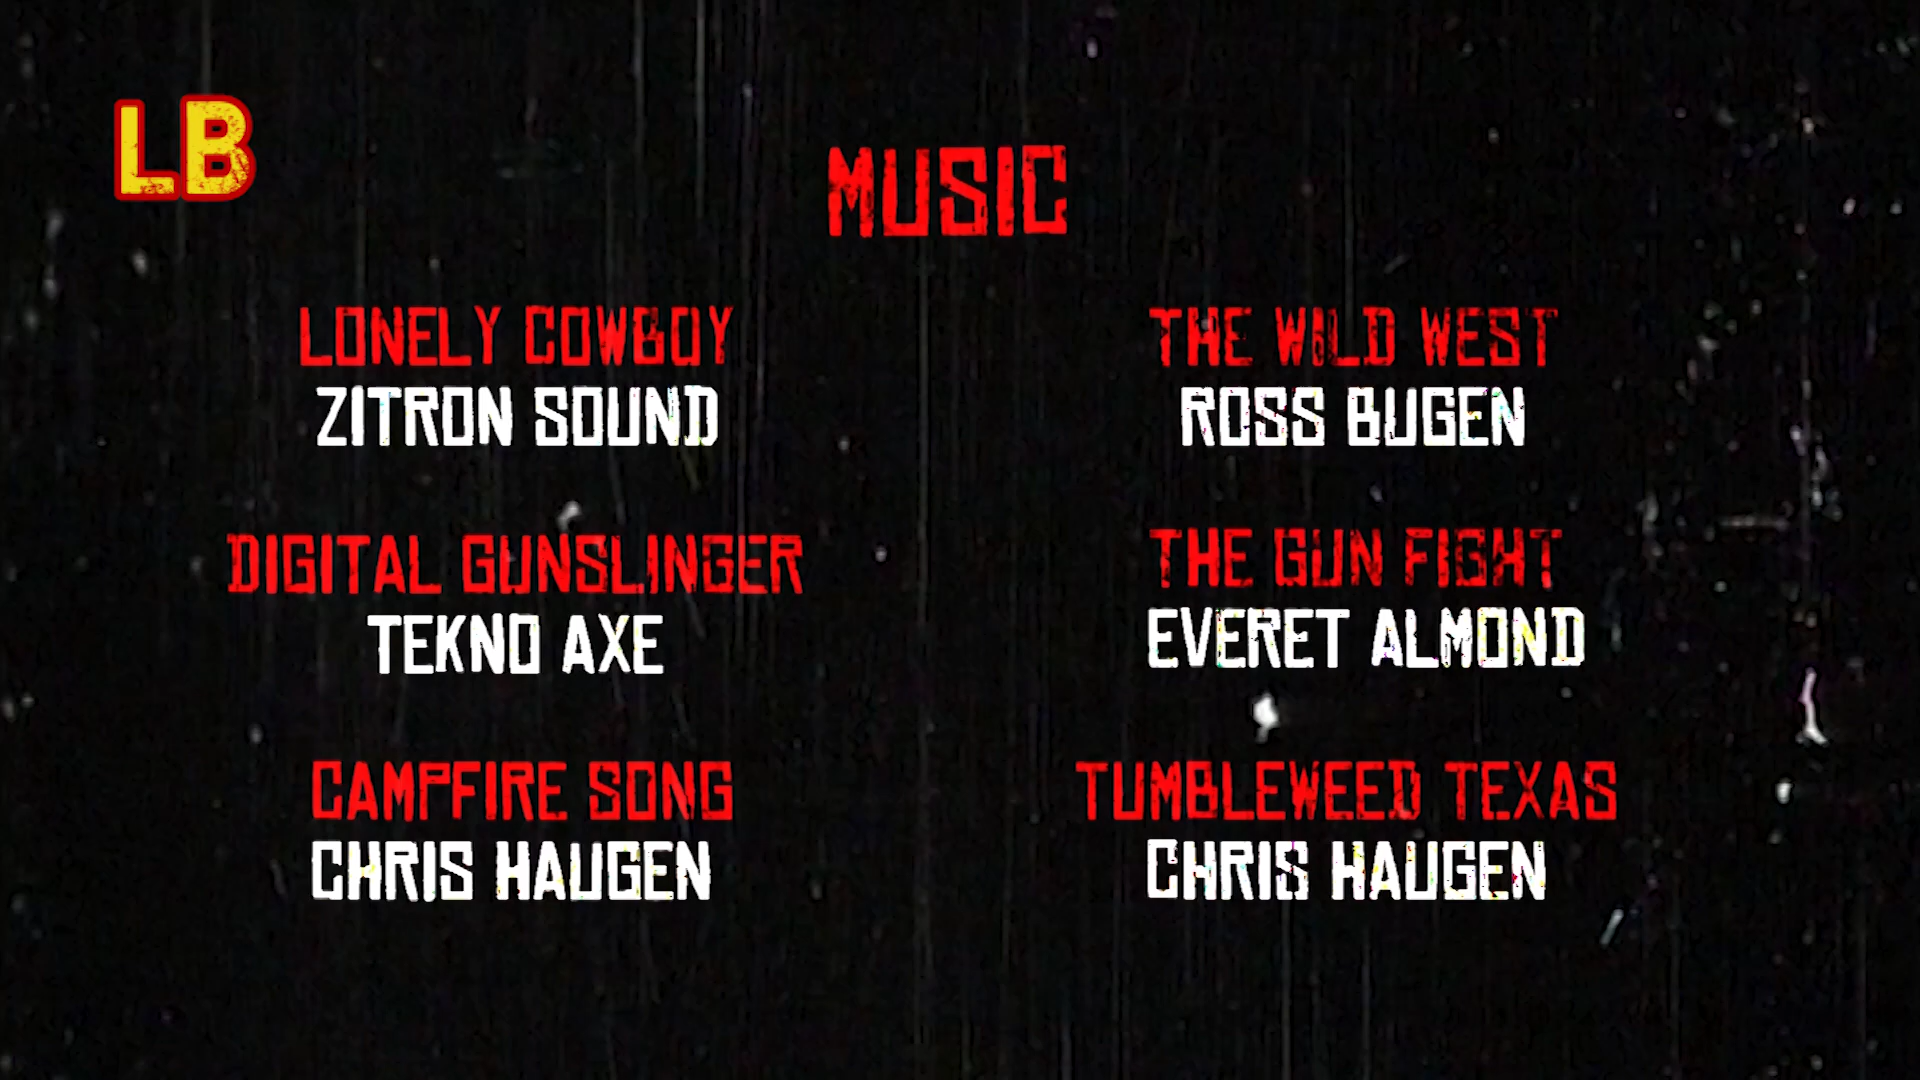 LB
MUSIC
LONELY COWBOY
ZITRON SOUND
THE WILD WEST
ROSS BUGEN
DIGITAL GUNSLINGER
TEKNO AXE
THE GUN FIGHT
EVERET ALMOND
CAMPFIRE SONG
CHRIS HAUGEN
TUMBLEWEED TEXAS
CHRIS HAUGEN